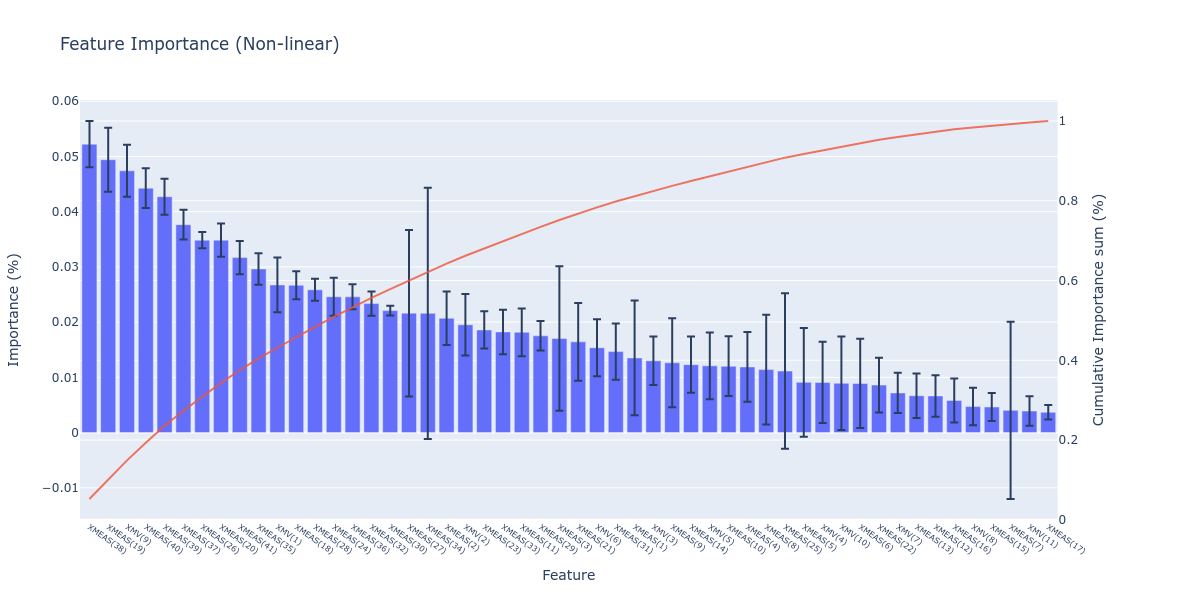 Feature Importance (Non-linear)
0.06
0.05
0.04
0.03
0.02
0.01
0
−0.01
Importance (%)
1
0.8
0.6
0.4
0.2
0
Cumulative Importance sum (%)
XMEAS(38)
XMEAS(19)
XMV(9)
XMEAS(40)
XMEAS(39)
XMEAS(37)
XMEAS(26)
XMEAS(20)
XMEAS(41)
XMEAS(35)
XMV(1)
XMEAS(18)
XMEAS(28)
XMEAS(24)
XMEAS(36)
XMEAS(32)
XMEAS(30)
XMEAS(27)
XMEAS(34)
XMEAS(2)
XMV(2)
XMEAS(23)
XMEAS(33)
XMEAS(11)
XMEAS(29)
XMEAS(3)
XMEAS(21)
XMV(6)
XMEAS(31)
XMEAS(1)
XMV(3)
XMEAS(9)
XMEAS(14)
XMV(5)
XMEAS(10)
XMEAS(4)
XMEAS(8)
XMEAS(25)
XMEAS(5)
XMV(4)
XMV(10)
XMEAS(6)
XMEAS(22)
XMV(7)
XMEAS(13)
XMEAS(12)
XMEAS(16)
XMV(8)
XMEAS(15)
XMEAS(7)
XMV(11)
XMEAS(17)
Feature